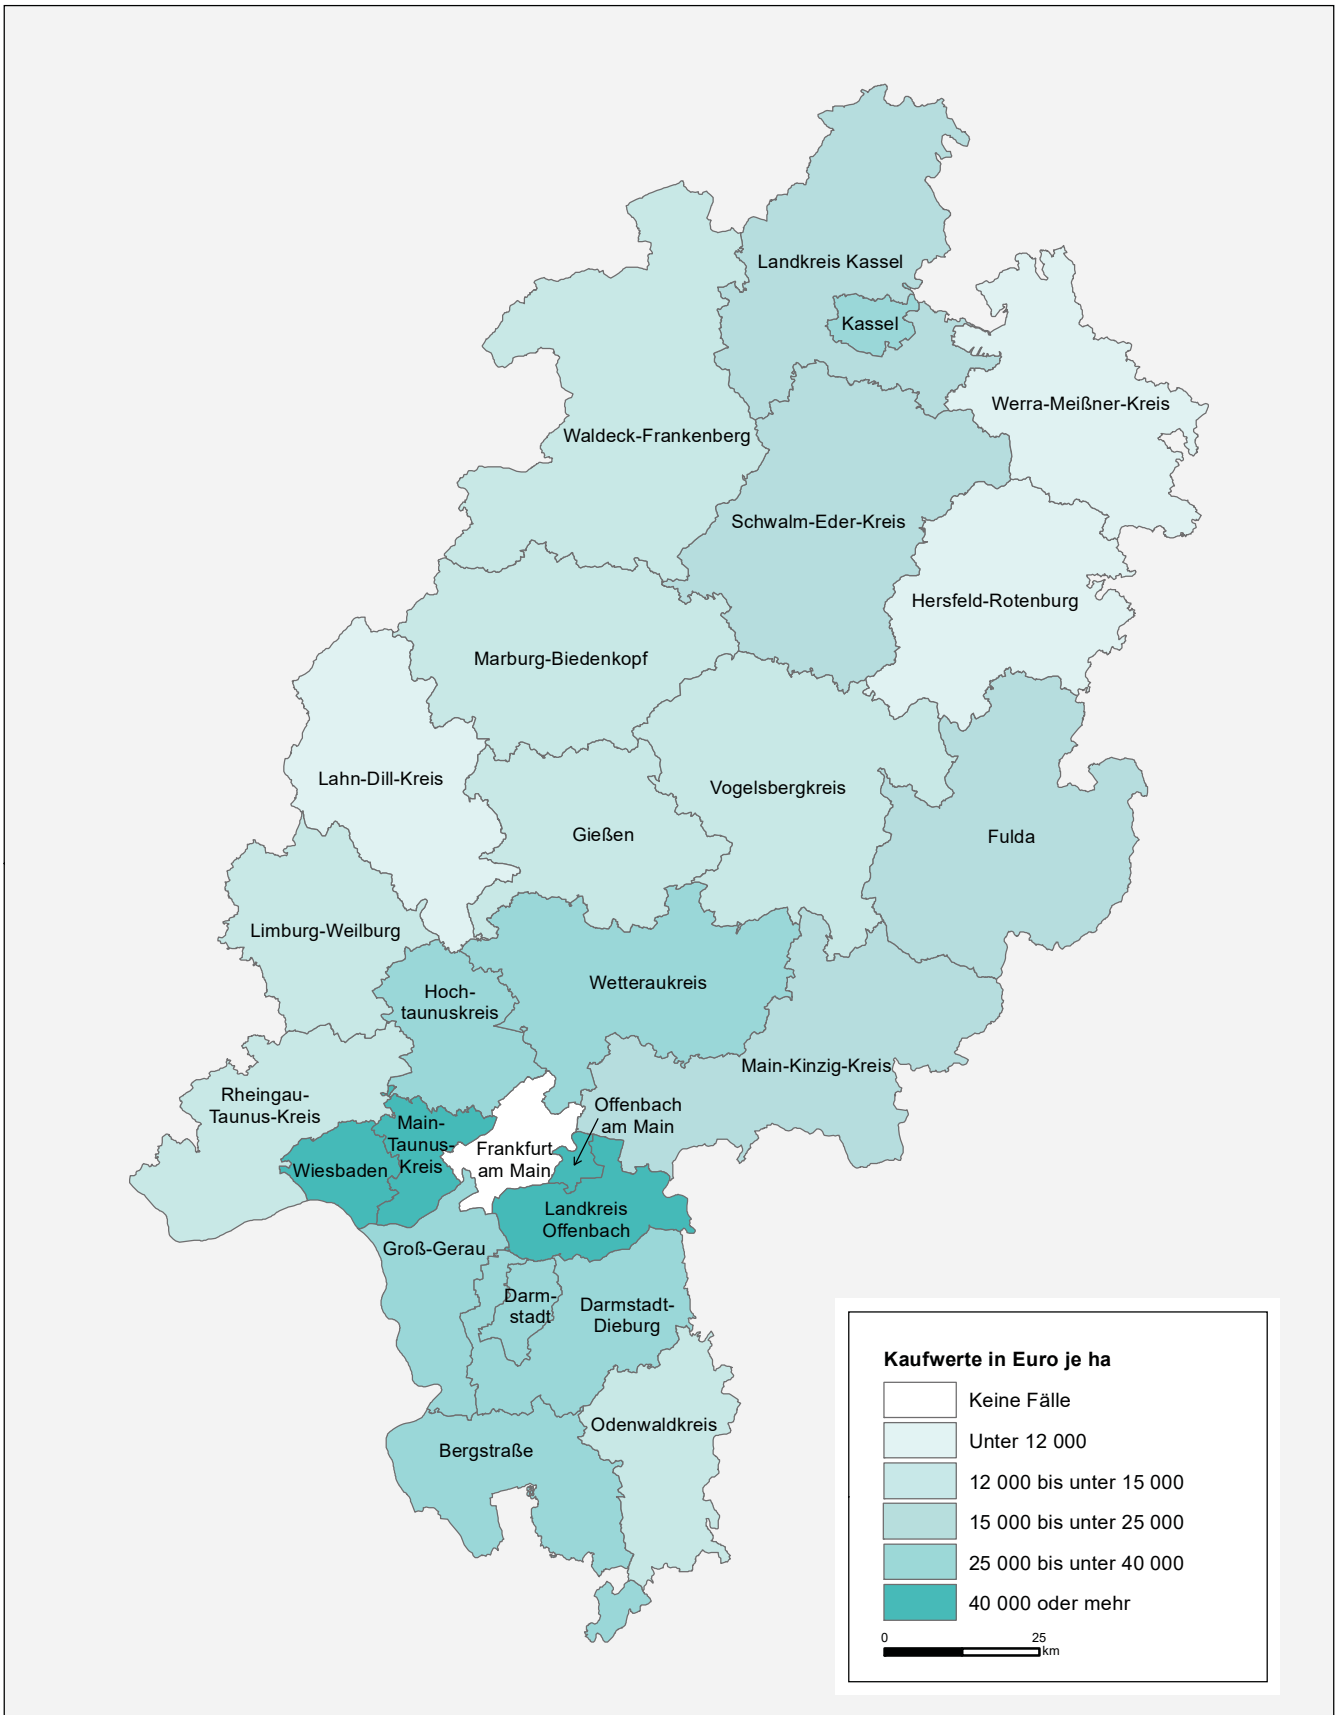 Landkreis Kassel
Kassel
Werra-Meißner-Kreis
Waldeck-Frankenberg
Schwalm-Eder-Kreis
Hersfeld-Rotenburg
Marburg-Biedenkopf
Lahn-Dill-Kreis
Vogelsbergkreis
Gießen
Fulda
Limburg-Weilburg
Wetteraukreis
Hoch-
taunuskreis
Main-Kinzig-Kreis
Rheingau-
Taunus-Kreis
Offenbach
am Main
Main-
Taunus-
Kreis
Frankfurt
am Main
Wiesbaden
Landkreis
Offenbach
Groß-Gerau
Darm-
stadt
Darmstadt-
Dieburg
Odenwaldkreis
Bergstraße
Kaufwerte in Euro je ha
Keine Fälle
Unter 12 000
12 000 bis unter 15 000
15 000 bis unter 25 000
25 000 bis unter 40 000
40 000 oder mehr
0 25
km